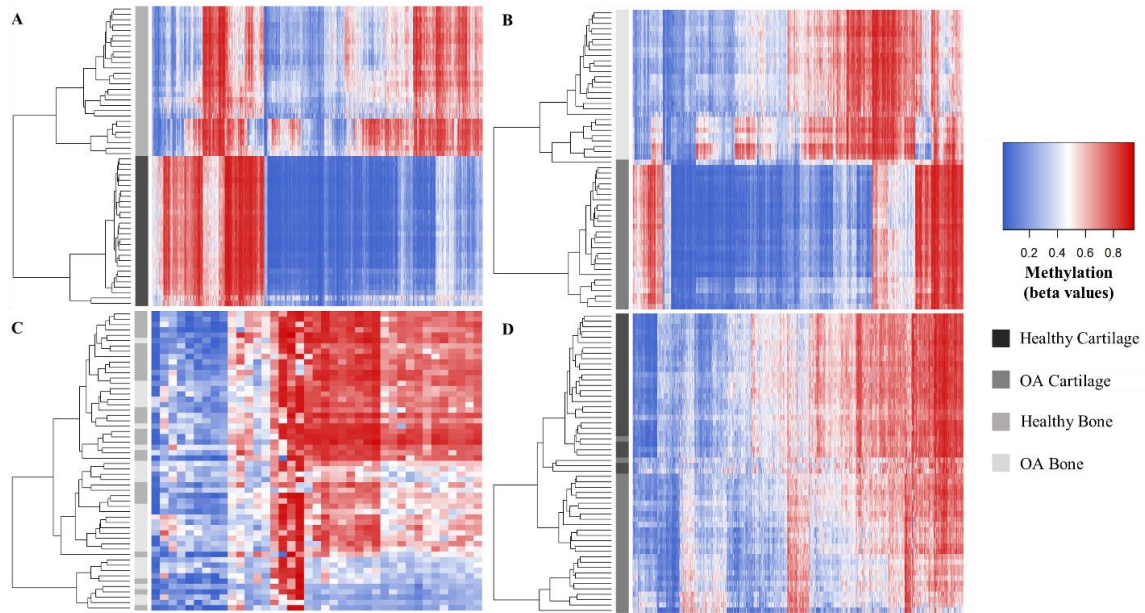 A
B
0.2 0.4 0.6 0.8
Methylation
(beta values)
C
D
Healthy Cartilage
OA Cartilage
Healthy Bone
OA Bone